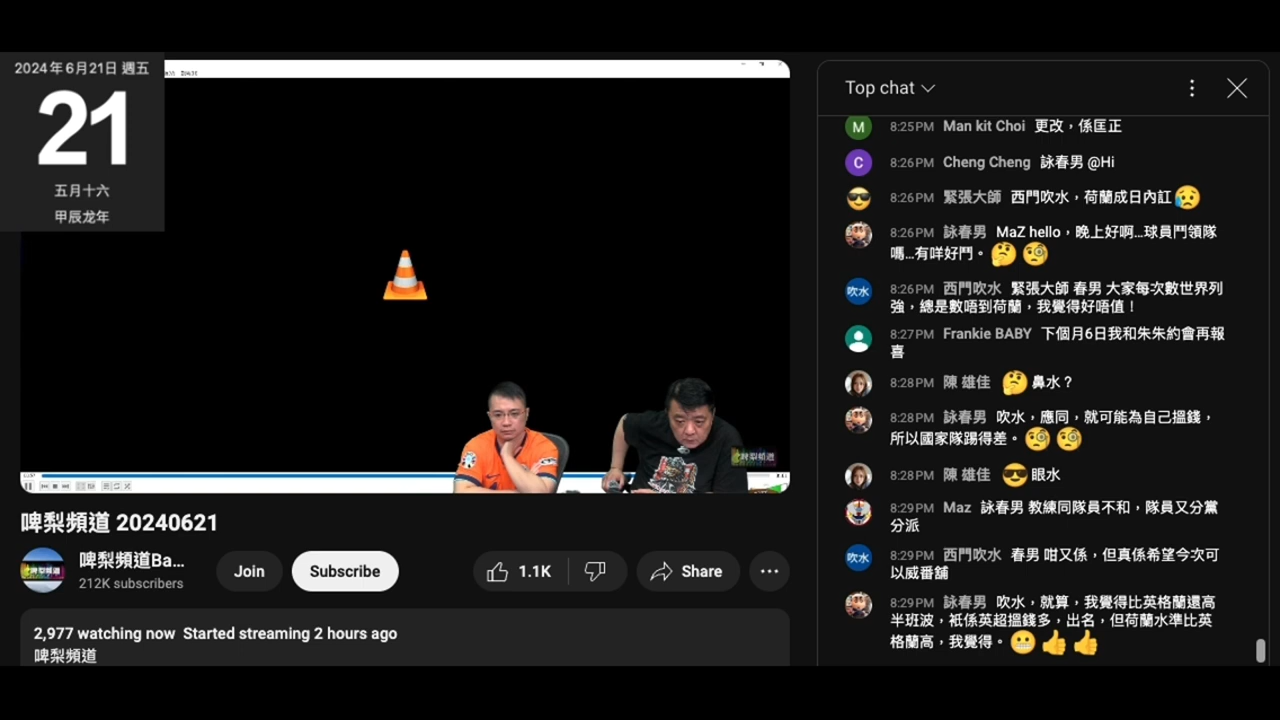 2024年6月21日 週五
21
五月十六
甲辰龙年
啤梨頻道
啤梨頻道 20240621
啤梨頻道Ba...
212K subscribers
Join
Subscribe
1.1K
Share
2,977 watching now Started streaming 2 hours ago
啤梨頻道
Top chat
M 8:25PM Man kit Choi 更改，係匡正
C 8:26PM Cheng Cheng 詠春男 @Hi
8:26PM 緊張大師 西門吹水，荷蘭成日內訌😥
8:26PM 詠春男 MaZ hello，晚上好啊...球員鬥領隊
嗎...有咩好鬥。🤔🧐
吹水 8:26PM 西門吹水 緊張大師 春男 大家每次數世界列
強，總是數唔到荷蘭，我覺得好唔值！
8:27PM Frankie BABY 下個月6日我和朱朱約會再報
喜
8:28PM 陳 雄佳 🤔鼻水？
8:28PM 詠春男 吹水，應同，就可能為自己搵錢，
所以國家隊踢得差。🧐🧐
8:28PM 陳 雄佳 😎眼水
8:29PM Maz 詠春男 教練同隊員不和，隊員又分黨
分派
吹水 8:29PM 西門吹水 春男 咁又係，但真係希望今次可
以威番舖
8:29PM 詠春男 吹水，就算，我覺得比英格蘭還高
半班波，衹係英超搵錢多，出名，但荷蘭水準比英
格蘭高，我覺得。😬👍👍